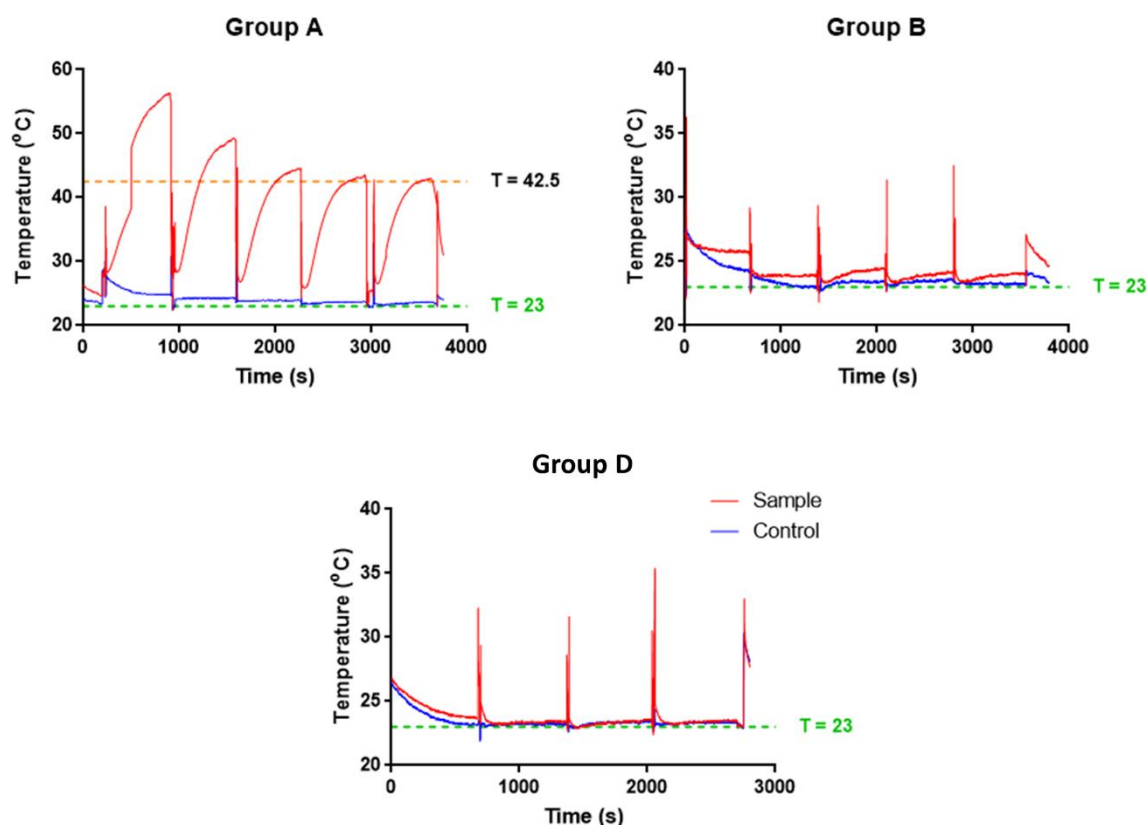 Group A
Temperature (°C)
60
50
40
30
20
T = 42.5
T = 23
0
1000
2000
3000
4000
Time (s)
Group B
Temperature (°C)
40
35
30
25
20
T = 23
0
1000
2000
3000
4000
Time (s)
Group D
Temperature (°C)
40
35
30
25
20
Sample
Control
T = 23
0
1000
2000
3000
Time (s)